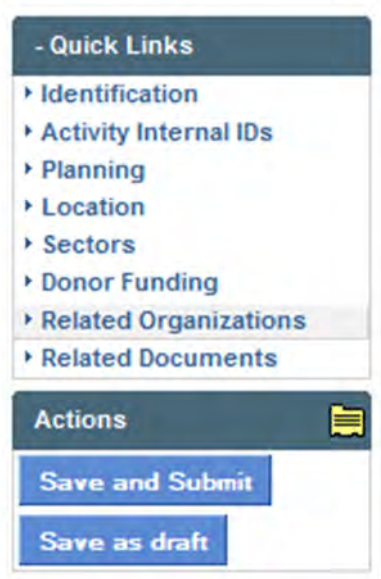 - Quick Links
Identification
Activity Internal IDs
Planning
Location
Sectors
Donor Funding
Related Organizations
Related Documents
Actions
Save and Submit
Save as draft